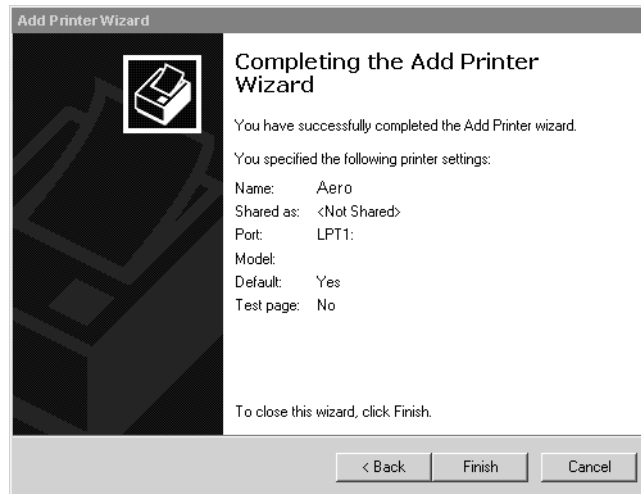 Add Printer Wizard
Completing the Add Printer
Wizard
You have successfully completed the Add Printer wizard.
You specified the following printer settings:
Name: Aero
Shared as: <Not Shared>
Port: LPT1:
Model:
Default: Yes
Test page: No
To close this wizard, click Finish.
< Back Finish Cancel